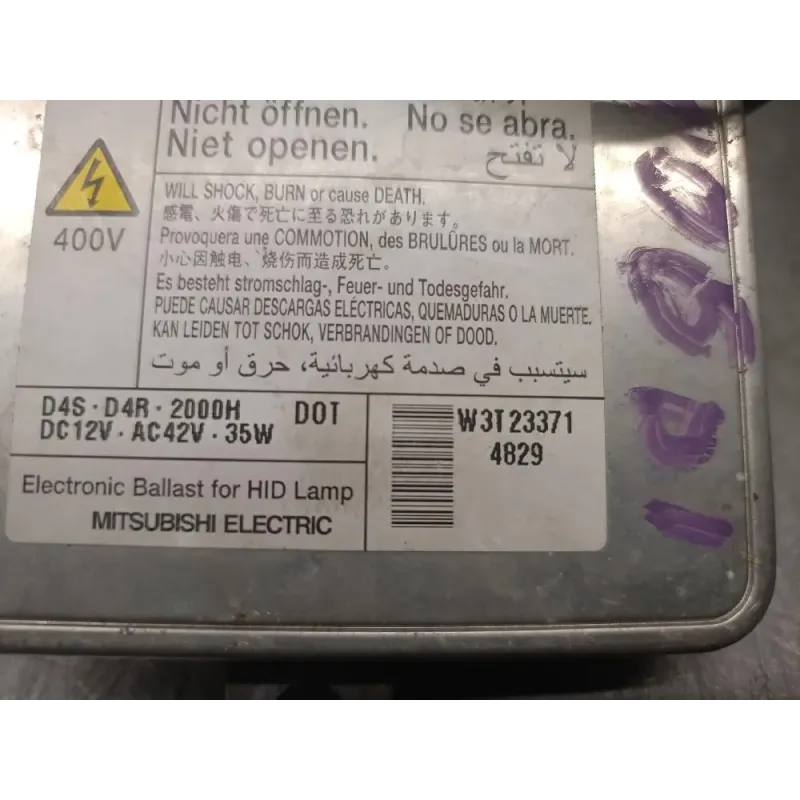 Nicht öffnen.
No se abra.
Niet openen.
لا تفتح
400V
WILL SHOCK, BURN or cause DEATH.
感電、火傷で死亡に至る恐れがあります。
Provoquera une COMMOTION, des BRULÛRES ou la MORT.
小心因触电、烧伤而造成死亡。
Es besteht stromschlag-, Feuer- und Todesgefahr.
PUEDE CAUSAR DESCARGAS ELÉCTRICAS, QUEMADURAS O LA MUERTE.
KAN LEIDEN TOT SCHOK, VERBRANDINGEN OF DOOD.
سيتسبب في صدمة كهربائية، حرق أو موت
D4S · D4R · 2000H DOT
DC12V · AC42V · 35W
W3T23371
4829
Electronic Ballast for HID Lamp
MITSUBISHI ELECTRIC